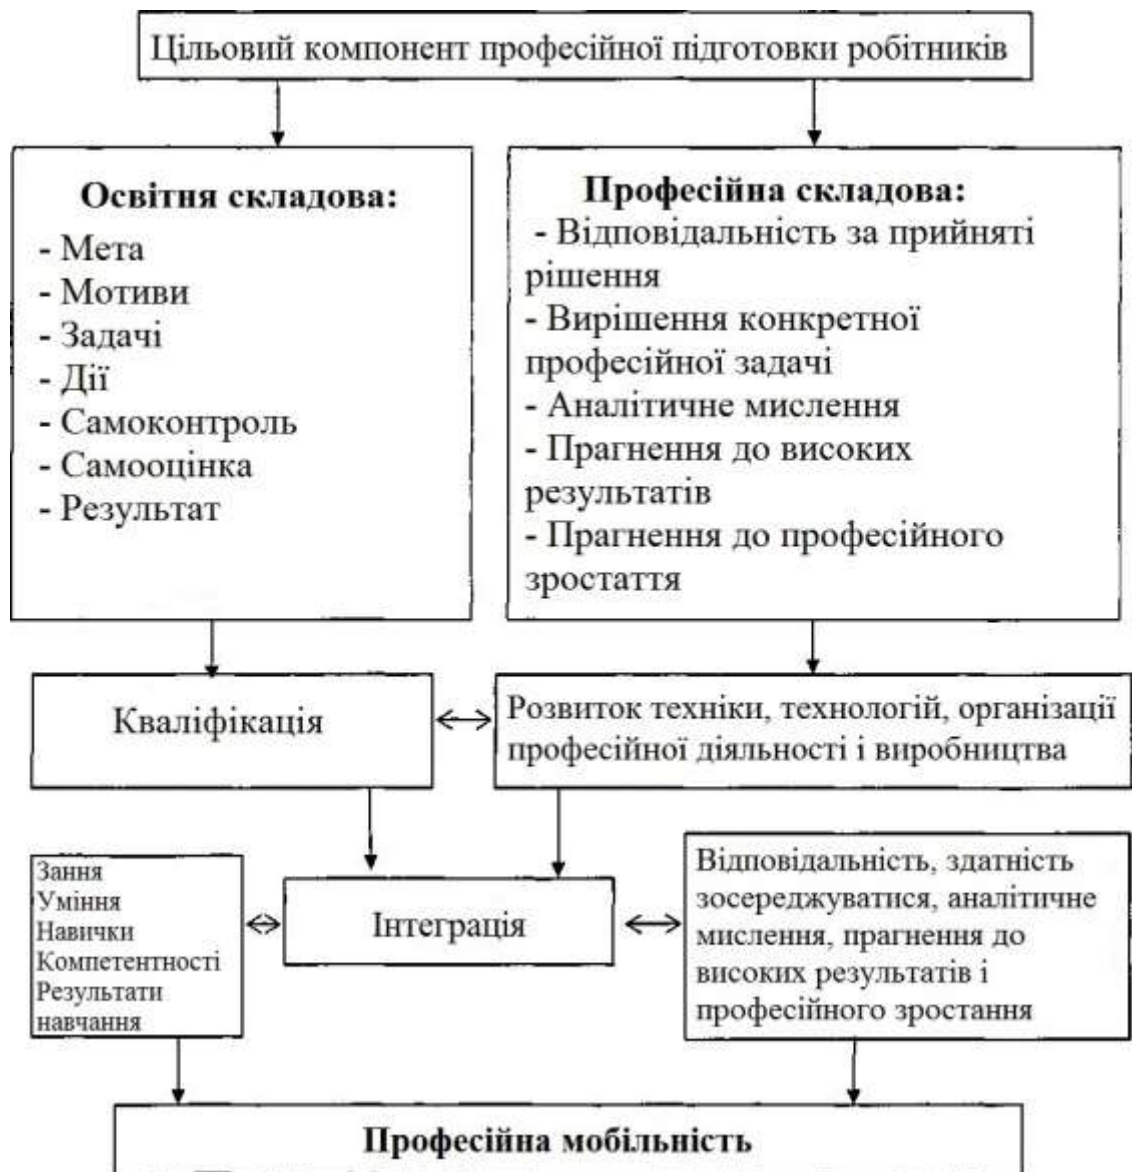 Цільовий компонент професійної підготовки робітників
Освітня складова:
- Мета
- Мотиви
- Задачі
- Дії
- Самоконтроль
- Самооцінка
- Результат
Професійна складова:
- Відповідальність за прийняті
рішення
- Вирішення конкретної
професійної задачі
- Аналітичне мислення
- Прагнення до високих
результатів
- Прагнення до професійного
зростаття
Кваліфікація
Розвиток техніки, технологій, організації
професійної діяльності і виробництва
Зання
Уміння
Навички
Компетентності
Результати
навчання
Інтеграція
Відповідальність, здатність
зосереджуватися, аналітичне
мислення, прагнення до
високих результатів і
професійного зростання
Професійна мобільність